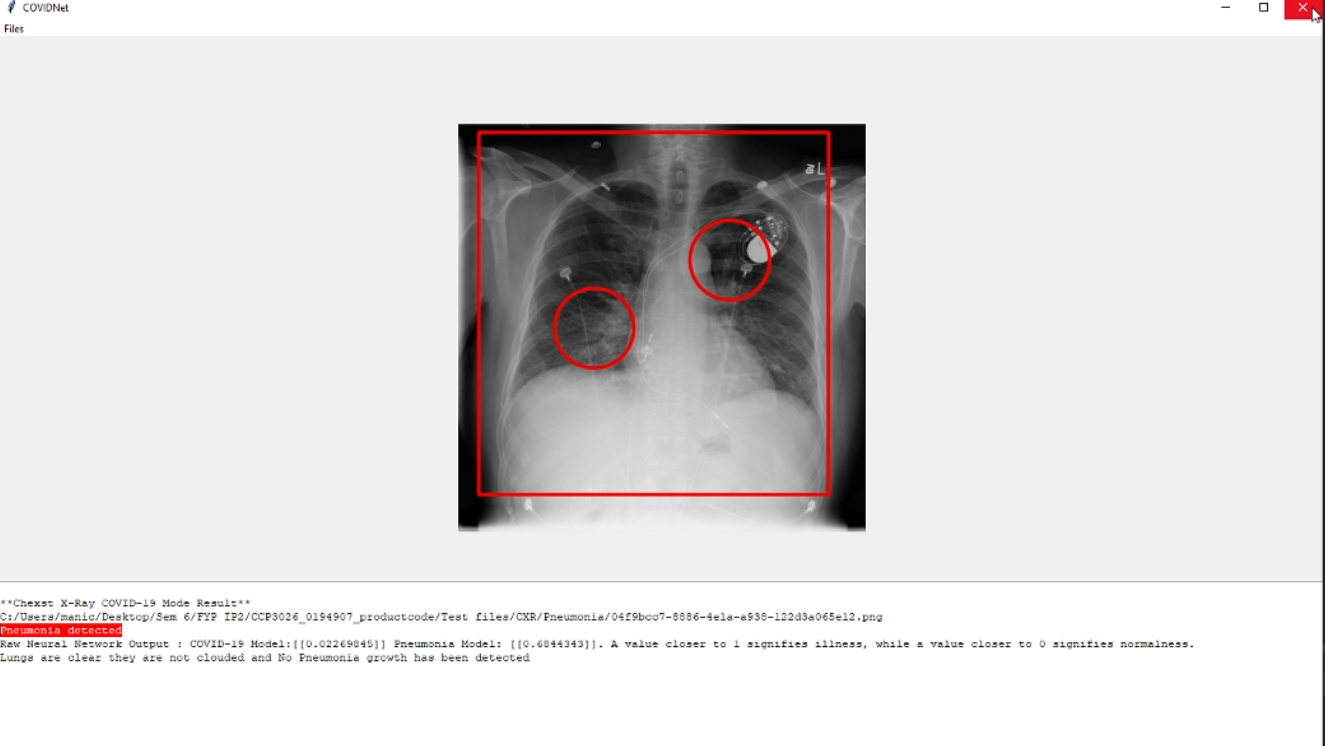 COVIDNet
Files
L
**Chexst X-Ray COVID-19 Mode Result**
C:/Users/manic/Desktop/Sem 6/FYP IP2/CCP3026_0194907_productcode/Test files/CXR/Pneumonia/04f9bcc7-8886-4e1a-a938-122d3a065e12.png
Pneumonia detected
Raw Neural Network Output : COVID-19 Model:[[0.02269845]] Pneumonia Model: [[0.6844343]]. A value closer to 1 signifies illness, while a value closer to 0 signifies normalness.
Lungs are clear they are not clouded and No Pneumonia growth has been detected